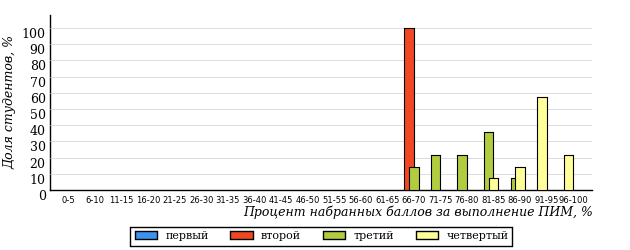 Доля студентов, %
100
90
80
70
60
50
40
30
20
10
0
0-5 6-10 11-15 16-20 21-25 26-30 31-35 36-40 41-45 46-50 51-55 56-60 61-65 66-70 71-75 76-80 81-85 86-90 91-95 96-100
Процент набранных баллов за выполнение ПИМ, %
первый второй третий четвертый